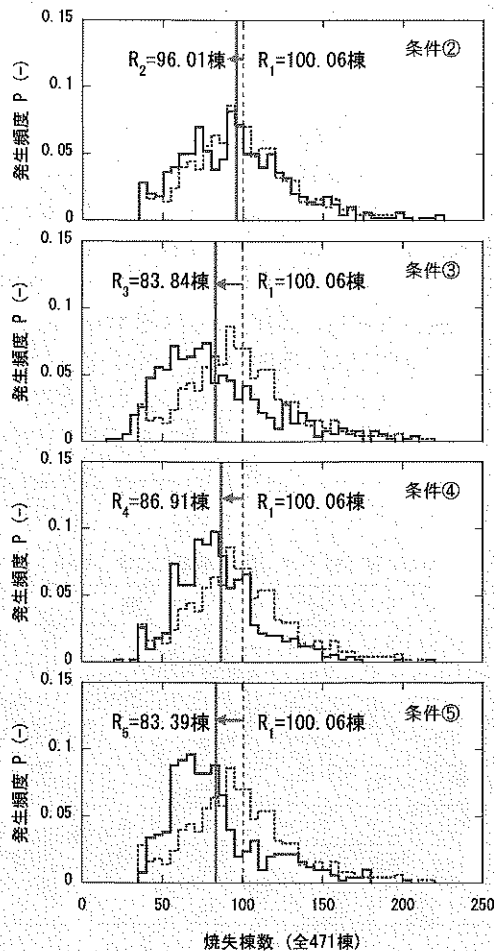 0.15
R2=96.01棟
R1=100.06棟
条件②
0.1
0.05
0
発生頻度 P (-)
0.15
R3=83.84棟
R1=100.06棟
条件③
0.1
0.05
0
発生頻度 P (-)
0.15
R4=86.91棟
R1=100.06棟
条件④
0.1
0.05
0
発生頻度 P (-)
0.15
R5=83.39棟
R1=100.06棟
条件⑤
0.1
0.05
0
発生頻度 P (-)
0 50 100 150 200 250
焼失棟数 (全471棟)